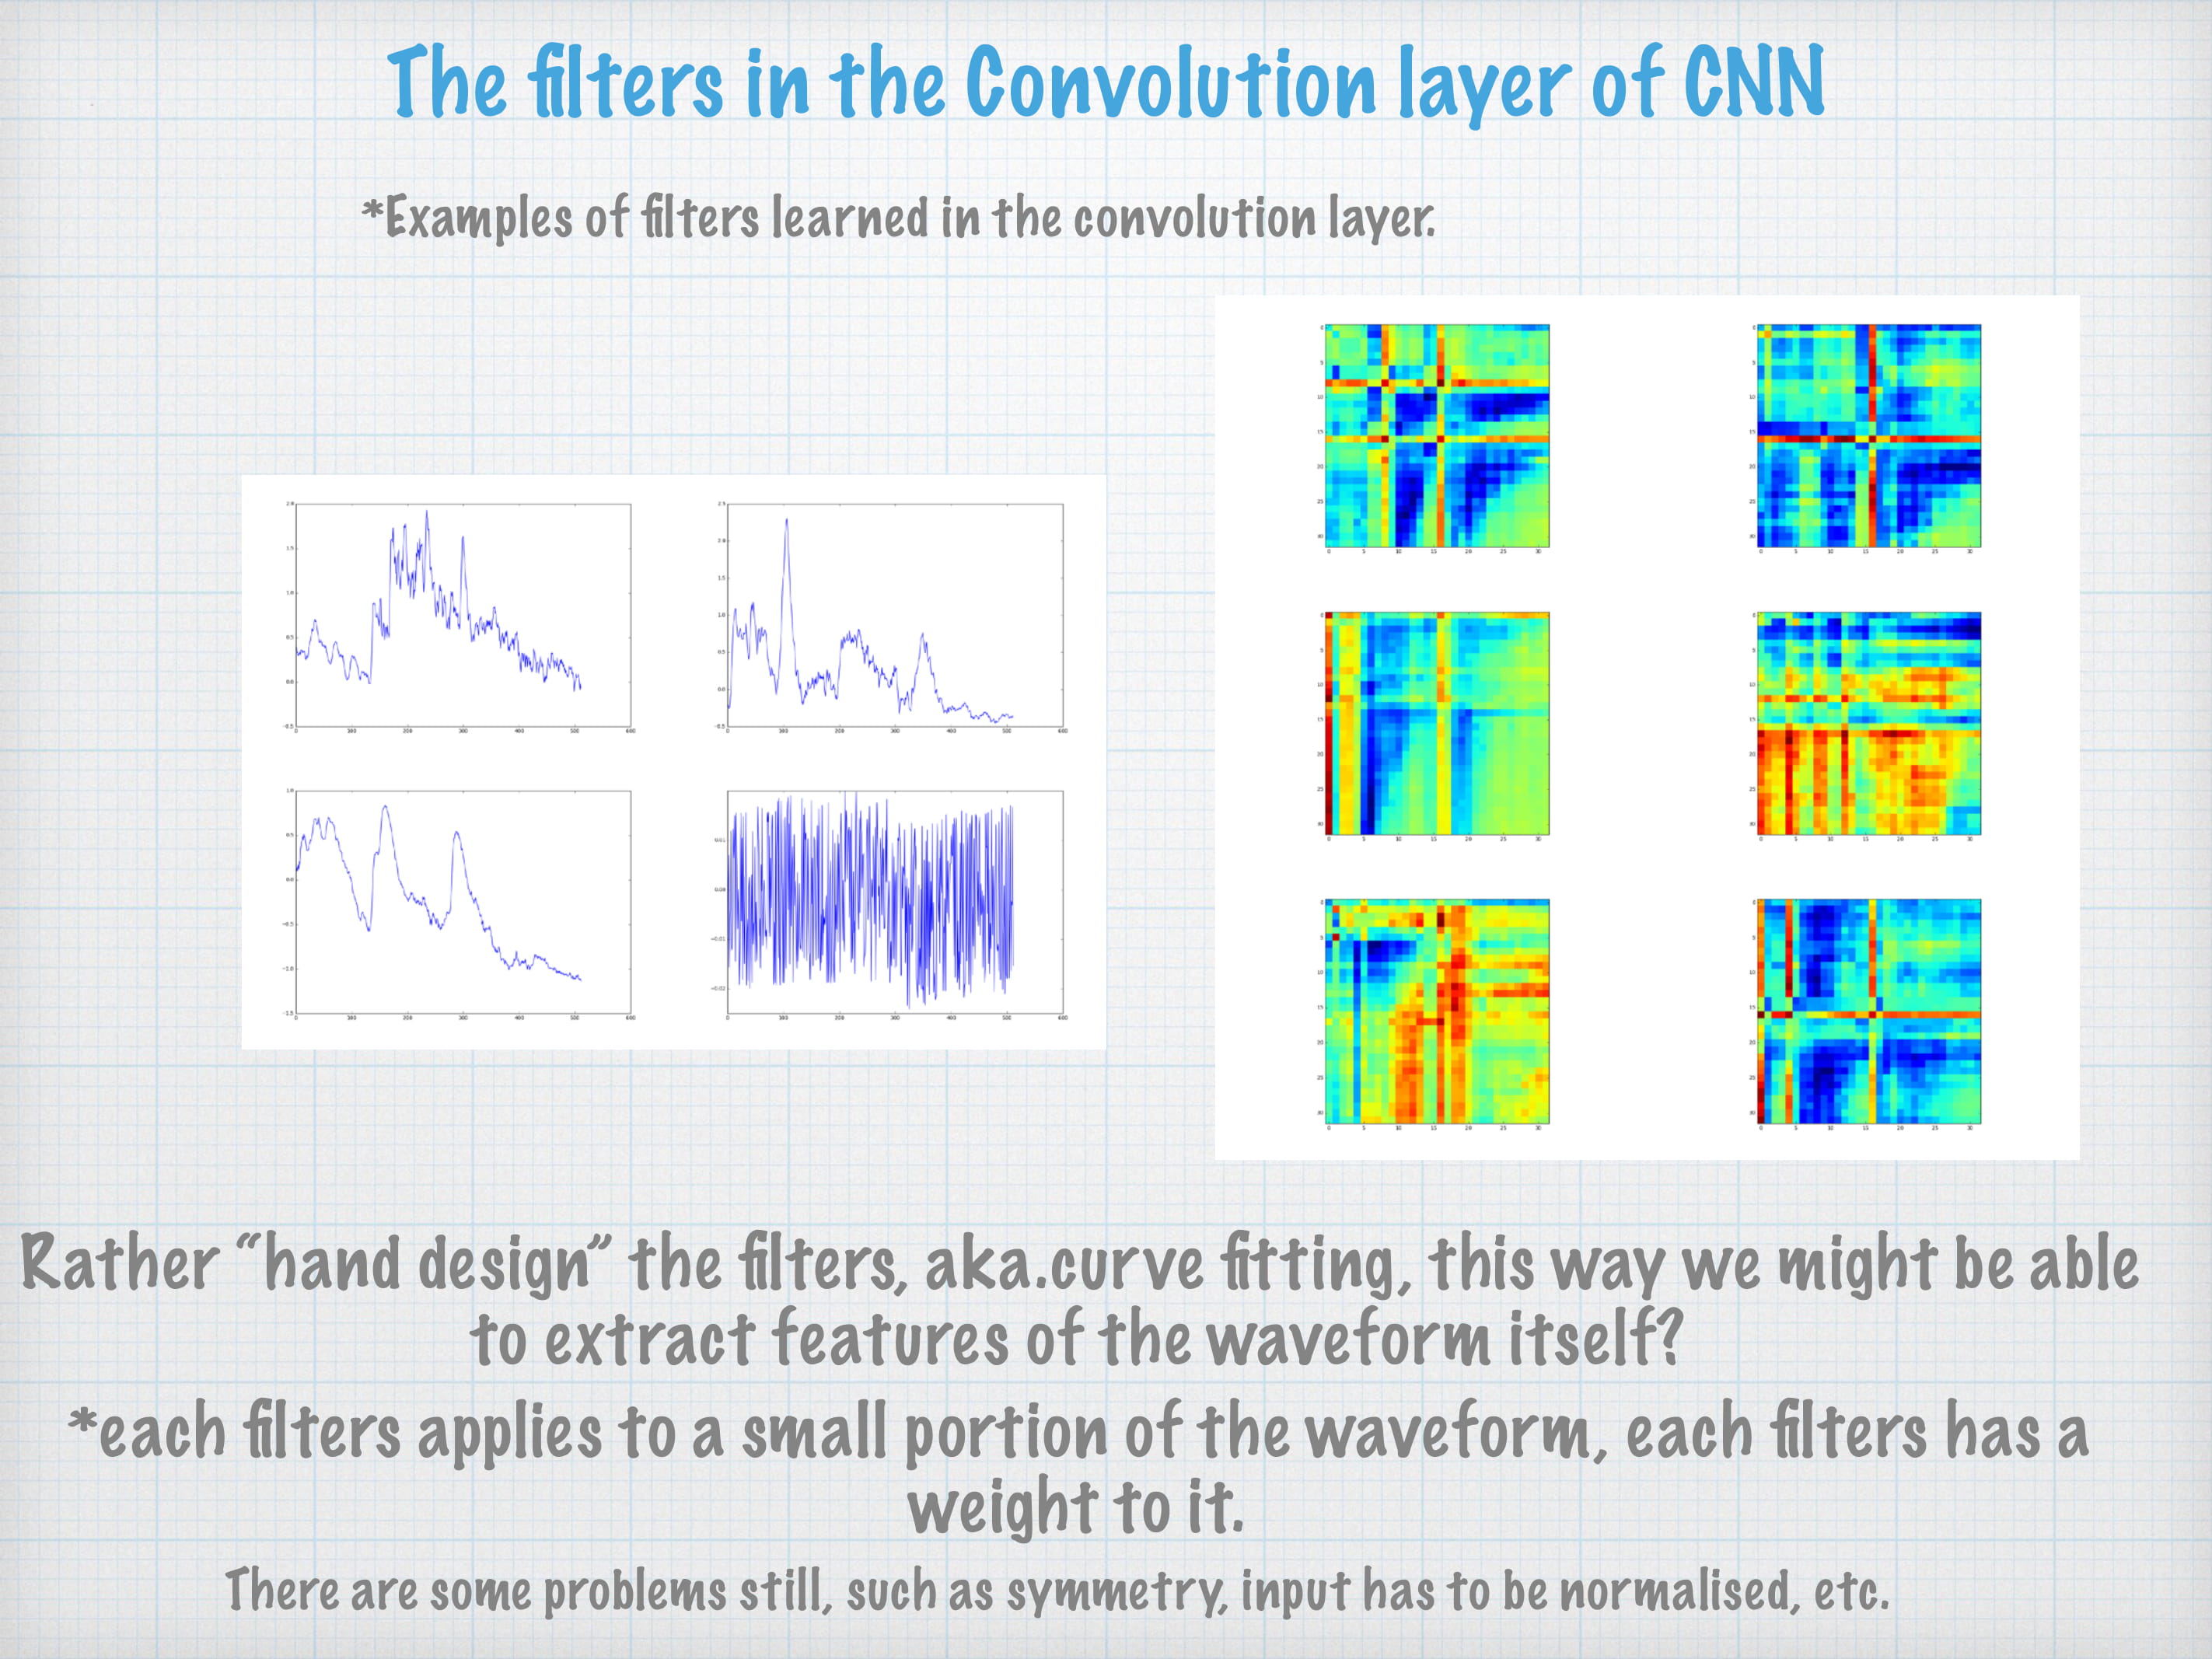 The filters in the Convolution layer of CNN
*Examples of filters learned in the convolution layer.
Rather “hand design” the filters, aka.curve fitting, this way we might be able
to extract features of the waveform itself?
*each filters applies to a small portion of the waveform, each filters has a
weight to it.
There are some problems still, such as symmetry, input has to be normalised, etc.